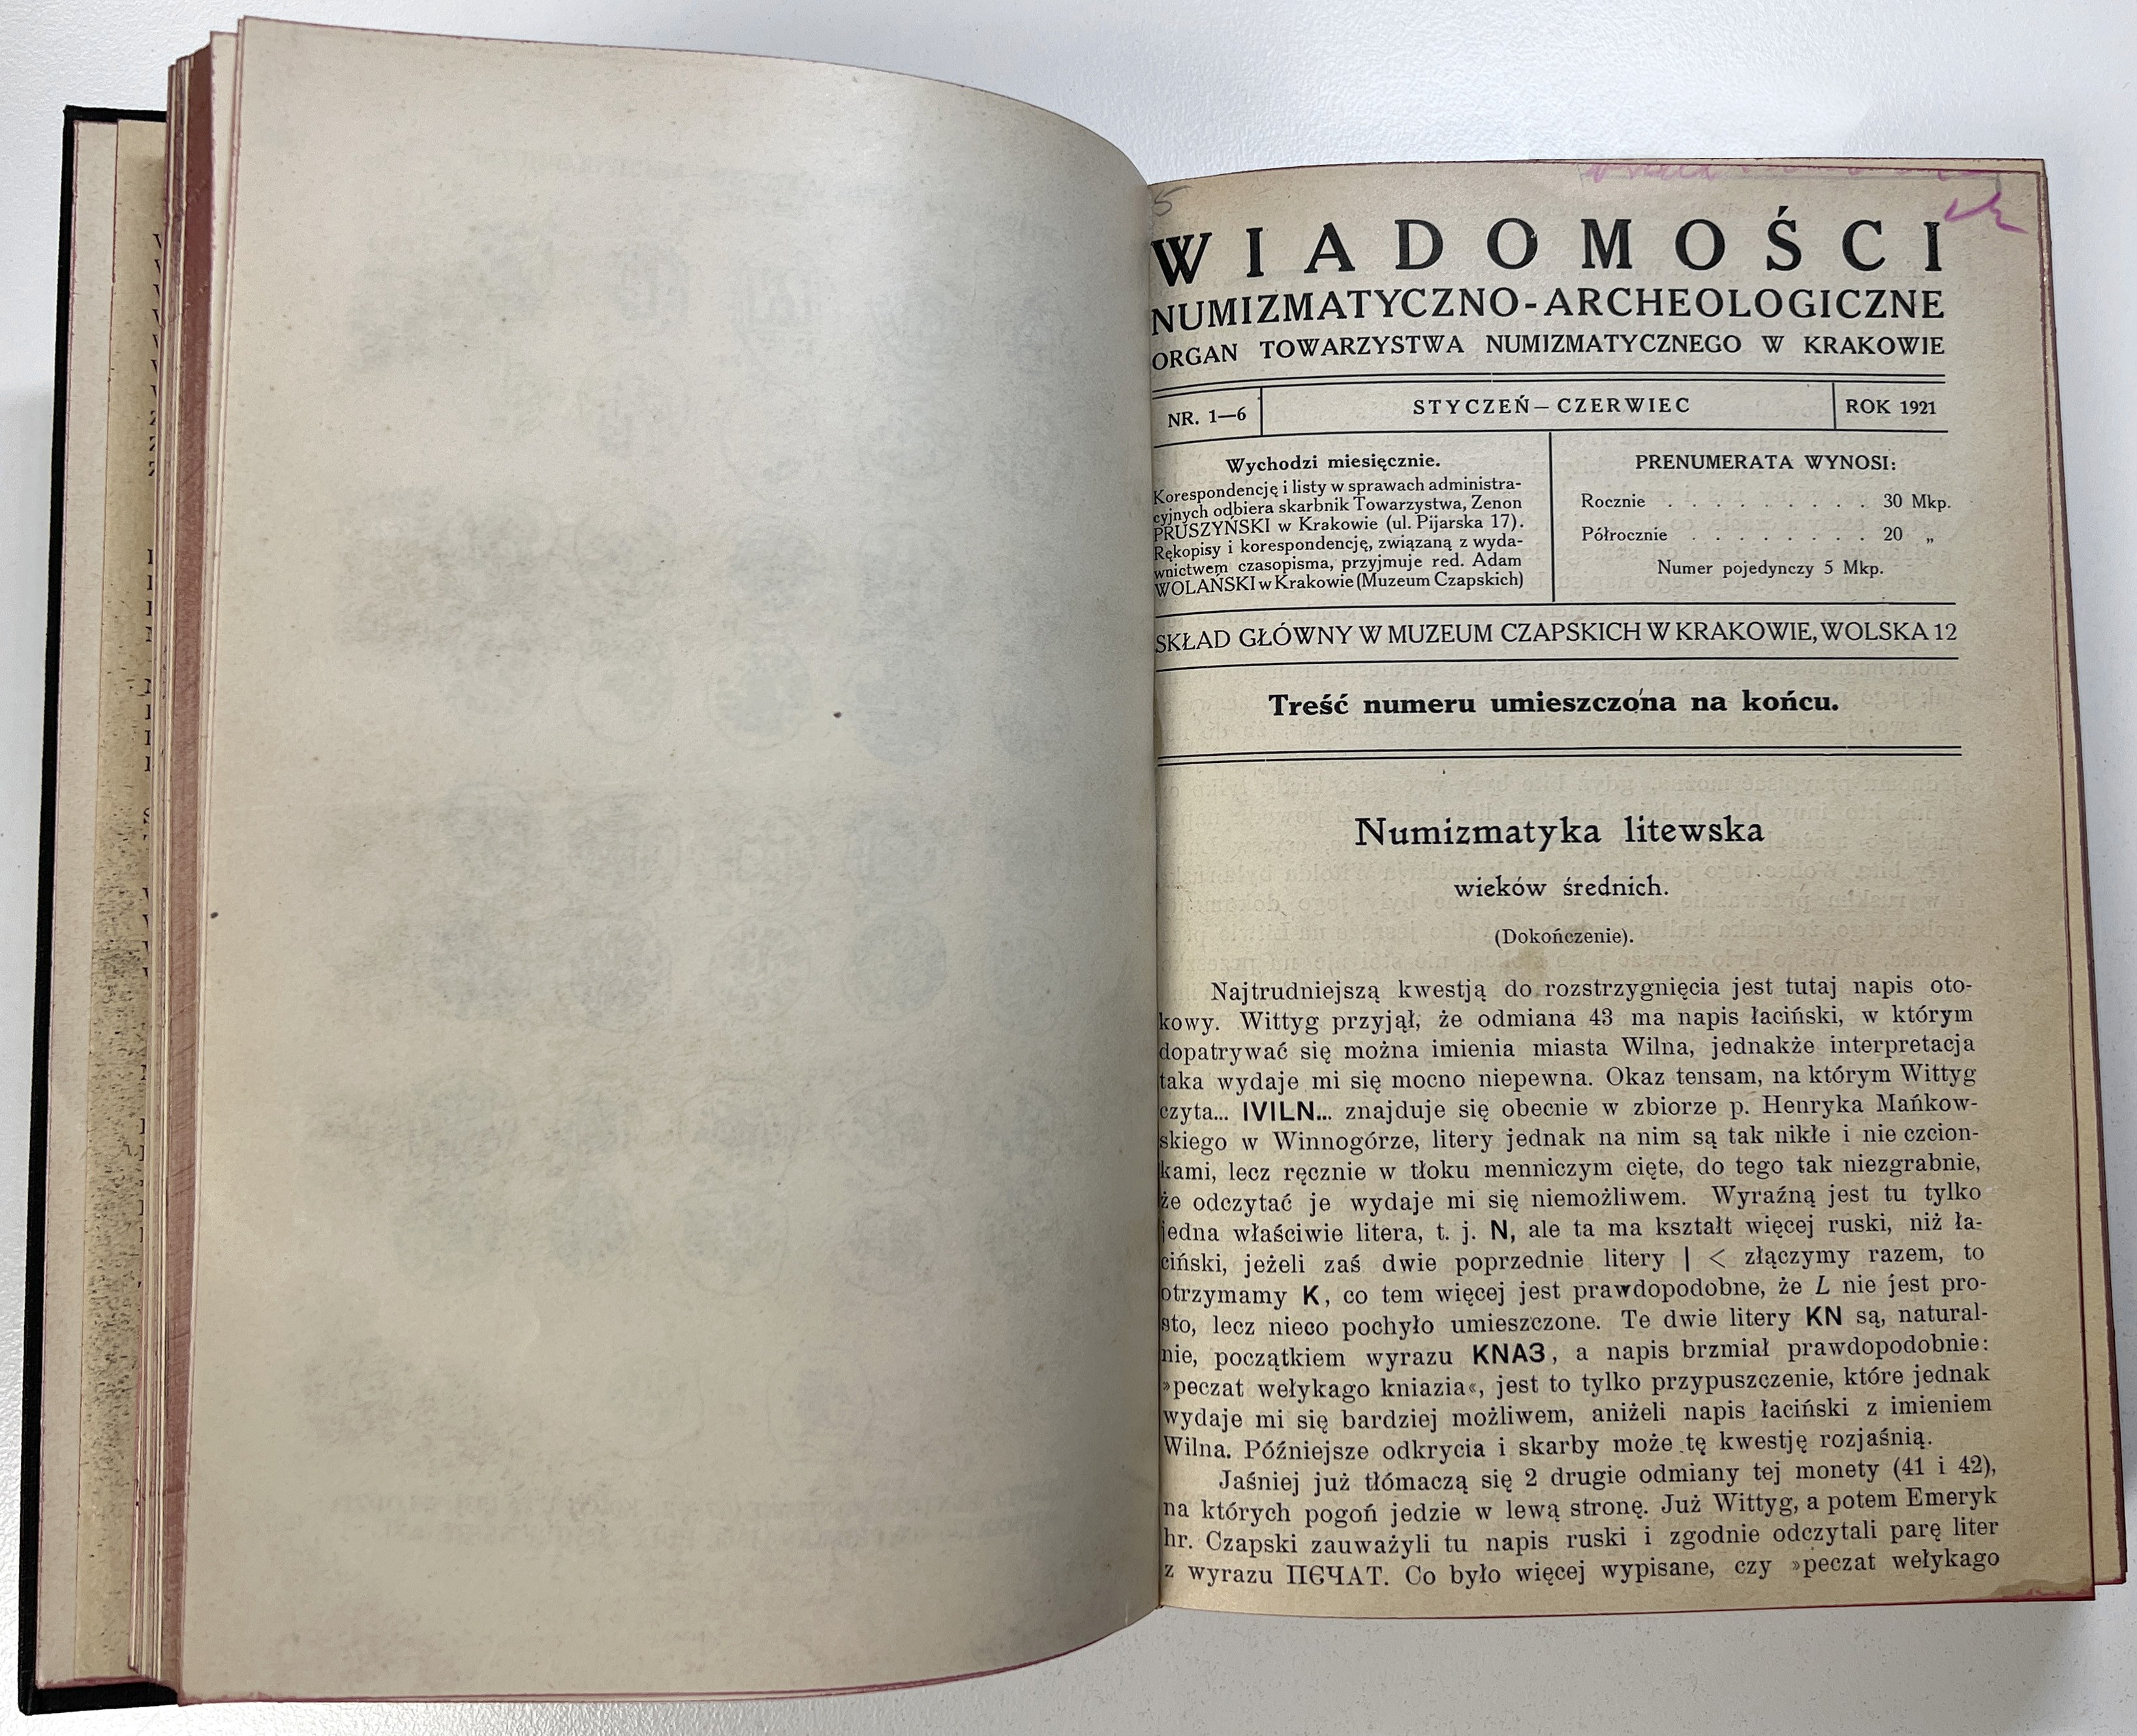 5
WIADOMOŚCI
NUMIZMATYCZNO-ARCHEOLOGICZNE
ORGAN TOWARZYSTWA NUMIZMATYCZNEGO W KRAKOWIE
NR. 1—6
STYCZEŃ—CZERWIEC
ROK 1921
Wychodzi miesięcznie.
Korespondencję i listy w sprawach administra-
cyjnych odbiera skarbnik Towarzystwa, Zenon
PRUSZYŃSKI w Krakowie (ul. Pijarska 17).
Rękopisy i korespondencję, związaną z wyda-
wnictwem czasopisma, przyjmuje red. Adam
WOLAŃSKI w Krakowie (Muzeum Czapskich)
PRENUMERATA WYNOSI:
Rocznie . . . . . . . . . 30 Mkp.
Półrocznie . . . . . . . . 20 „
Numer pojedynczy 5 Mkp.
SKŁAD GŁÓWNY W MUZEUM CZAPSKICH W KRAKOWIE, WOLSKA 12
Treść numeru umieszczona na końcu.
Numizmatyka litewska
wieków średnich.
(Dokończenie).
Najtrudniejszą kwestją do rozstrzygnięcia jest tutaj napis oto-
kowy. Wittyg przyjął, że odmiana 43 ma napis łaciński, w którym
dopatrywać się można imienia miasta Wilna, jednakże interpretacja
taka wydaje mi się mocno niepewna. Okaz tensam, na którym Wittyg
czyta... IVILN... znajduje się obecnie w zbiorze p. Henryka Mańkow-
skiego w Winnogórze, litery jednak na nim są tak nikłe i nie czcion-
kami, lecz ręcznie w tłoku menniczym cięte, do tego tak niezgrabnie,
że odczytać je wydaje mi się niemożliwem. Wyraźną jest tu tylko
jedna właściwie litera, t. j. N, ale ta ma kształt więcej ruski, niż ła-
ciński, jeżeli zaś dwie poprzednie litery | < złączymy razem, to
otrzymamy K, co tem więcej jest prawdopodobne, że L nie jest pro-
sto, lecz nieco pochyło umieszczone. Te dwie litery KN są, natural-
nie, początkiem wyrazu KNAЗ, a napis brzmiał prawdopodobnie:
»peczat wełykago kniazia«, jest to tylko przypuszczenie, które jednak
wydaje mi się bardziej możliwem, aniżeli napis łaciński z imieniem
Wilna. Późniejsze odkrycia i skarby może tę kwestję rozjaśnią.
Jaśniej już tłómaczą się 2 drugie odmiany tej monety (41 i 42),
na których pogoń jedzie w lewą stronę. Już Wittyg, a potem Emeryk
hr. Czapski zauważyli tu napis ruski i zgodnie odczytali parę liter
z wyrazu ПЄЧАТ. Co było więcej wypisane, czy »peczat wełykago